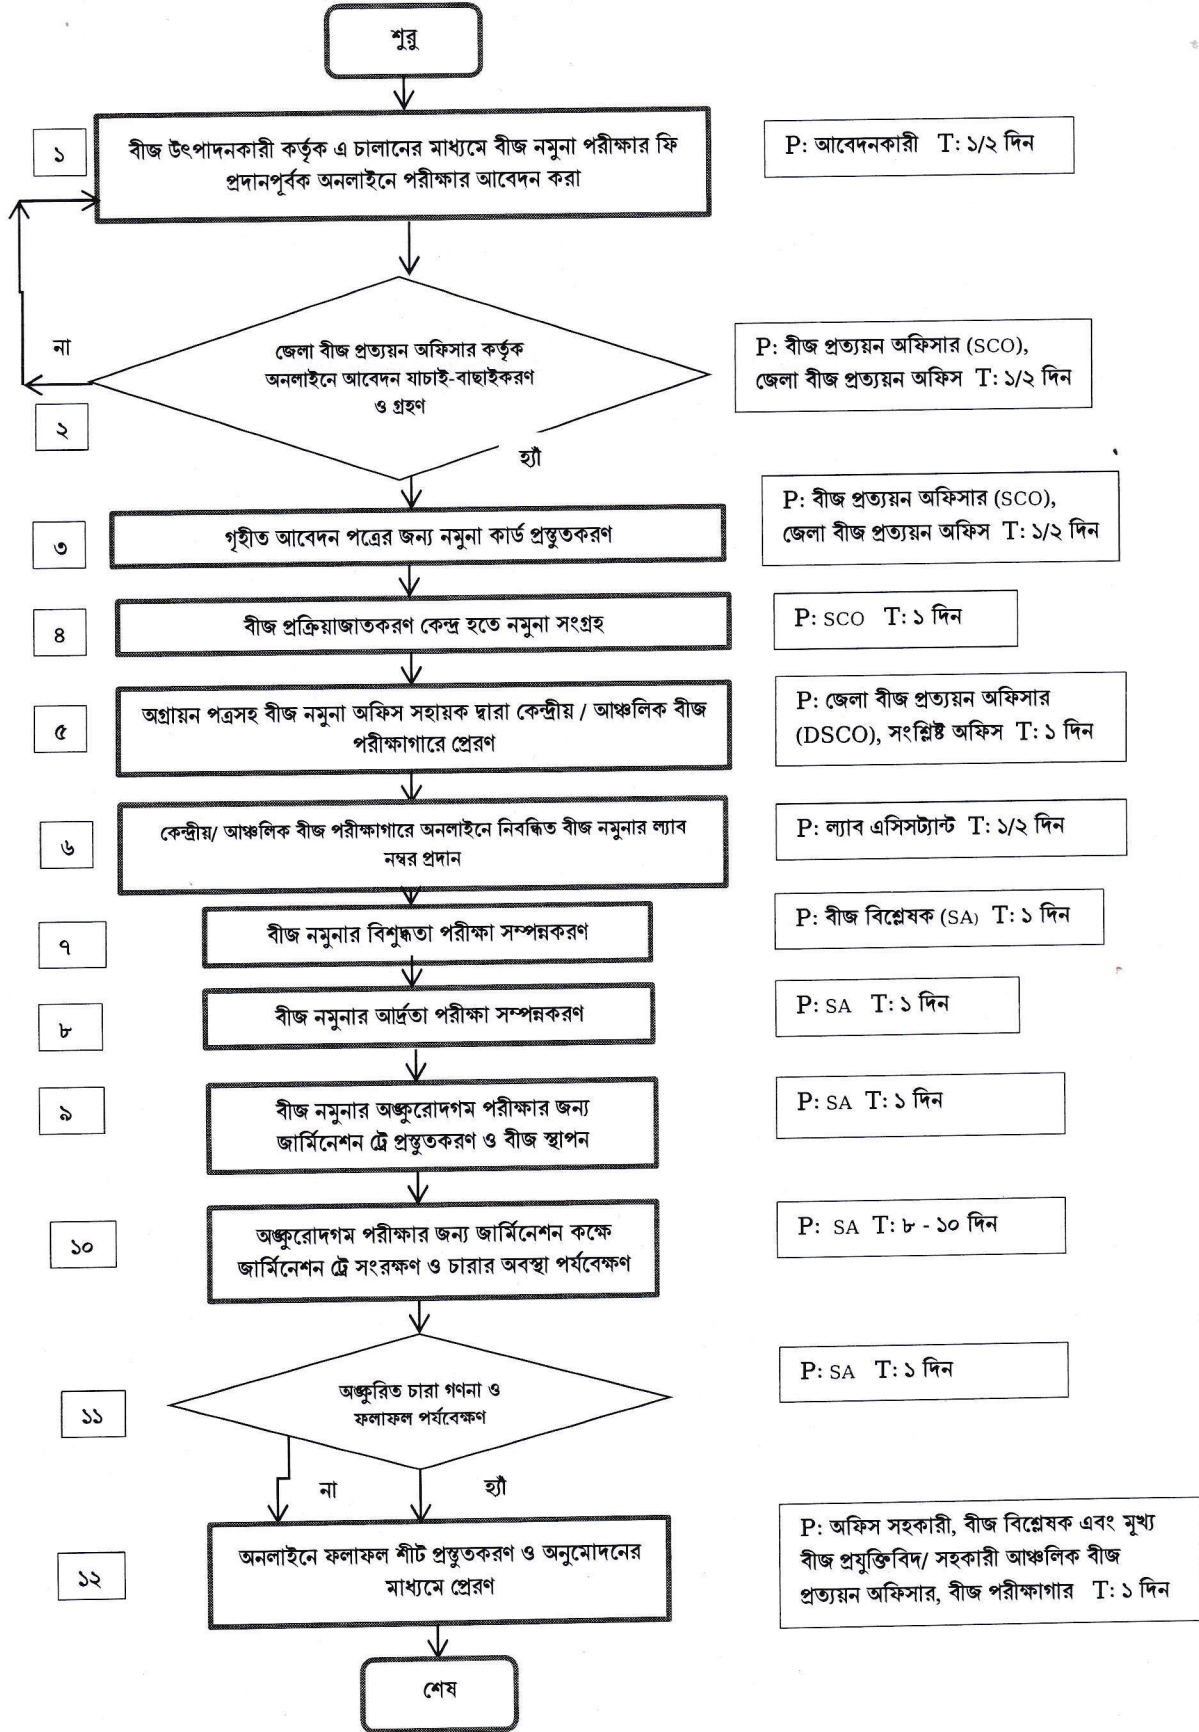 শুরু
১
বীজ উৎপাদনকারী কর্তৃক এ চালানের মাধ্যমে বীজ নমুনা পরীক্ষার ফি
প্রদানপূর্বক অনলাইনে পরীক্ষার আবেদন করা
P: আবেদনকারী T: ১/২ দিন
না
জেলা বীজ প্রত্যয়ন অফিসার কর্তৃক
অনলাইনে আবেদন যাচাই-বাছাইকরণ
ও গ্রহণ
P: বীজ প্রত্যয়ন অফিসার (SCO),
জেলা বীজ প্রত্যয়ন অফিস T: ১/২ দিন
২
হ্যাঁ
৩
গৃহীত আবেদন পত্রের জন্য নমুনা কার্ড প্রস্তুতকরণ
P: বীজ প্রত্যয়ন অফিসার (SCO),
জেলা বীজ প্রত্যয়ন অফিস T: ১/২ দিন
৪
বীজ প্রক্রিয়াজাতকরণ কেন্দ্র হতে নমুনা সংগ্রহ
P: SCO T: ১ দিন
৫
অগ্রায়ন পত্রসহ বীজ নমুনা অফিস সহায়ক দ্বারা কেন্দ্রীয় / আঞ্চলিক বীজ
পরীক্ষাগারে প্রেরণ
P: জেলা বীজ প্রত্যয়ন অফিসার
(DSCO), সংশ্লিষ্ট অফিস T: ১ দিন
৬
কেন্দ্রীয়/ আঞ্চলিক বীজ পরীক্ষাগারে অনলাইনে নিবন্ধিত বীজ নমুনার ল্যাব
নম্বর প্রদান
P: ল্যাব এসিসট্যান্ট T: ১/২ দিন
৭
বীজ নমুনার বিশুদ্ধতা পরীক্ষা সম্পন্নকরণ
P: বীজ বিশ্লেষক (SA) T: ১ দিন
৮
বীজ নমুনার আর্দ্রতা পরীক্ষা সম্পন্নকরণ
P: SA T: ১ দিন
৯
বীজ নমুনার অঙ্কুরোদগম পরীক্ষার জন্য
জার্মিনেশন ট্রে প্রস্তুতকরণ ও বীজ স্থাপন
P: SA T: ১ দিন
১০
অঙ্কুরোদগম পরীক্ষার জন্য জার্মিনেশন কক্ষে
জার্মিনেশন ট্রে সংরক্ষণ ও চারার অবস্থা পর্যবেক্ষণ
P: SA T: ৮ - ১০ দিন
১১
অঙ্কুরিত চারা গণনা ও
ফলাফল পর্যবেক্ষণ
P: SA T: ১ দিন
না
হ্যাঁ
১২
অনলাইনে ফলাফল শীট প্রস্তুতকরণ ও অনুমোদনের
মাধ্যমে প্রেরণ
P: অফিস সহকারী, বীজ বিশ্লেষক এবং মূখ্য
বীজ প্রযুক্তিবিদ/ সহকারী আঞ্চলিক বীজ
প্রত্যয়ন অফিসার, বীজ পরীক্ষাগার T: ১ দিন
শেষ